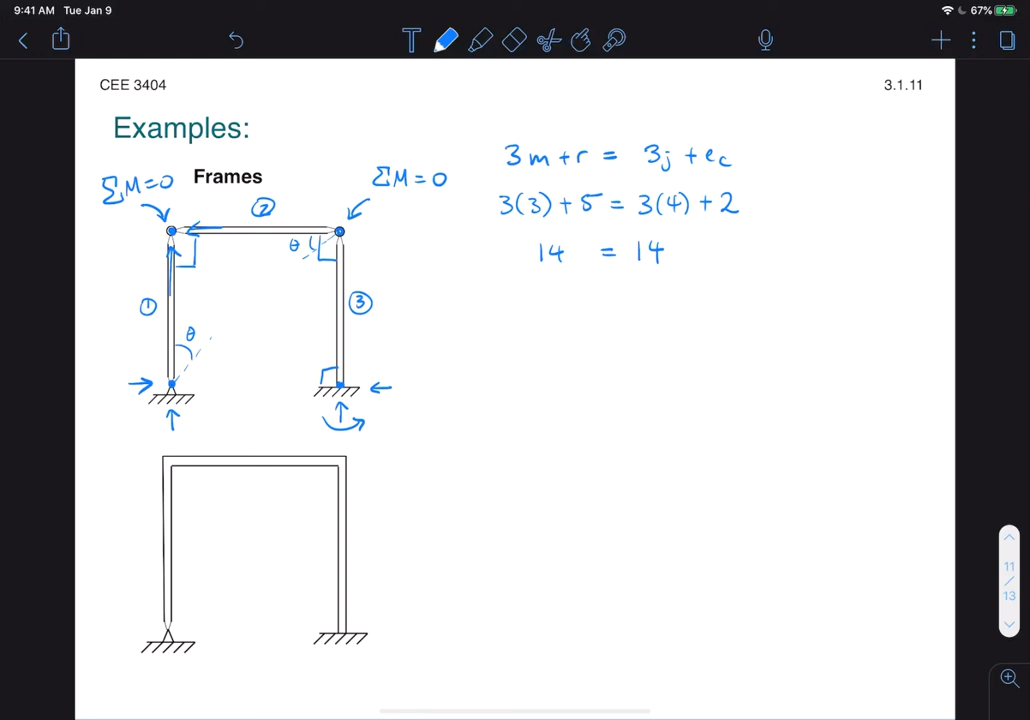 9:41 AM Tue Jan 9
67%
T
CEE 3404
3.1.11
Examples:
ΣM=0
Frames
ΣM=0
②
θ
①
③
θ
3m+r = 3j+ec
3(3)+5 = 3(4)+2
14 = 14
11
/
13